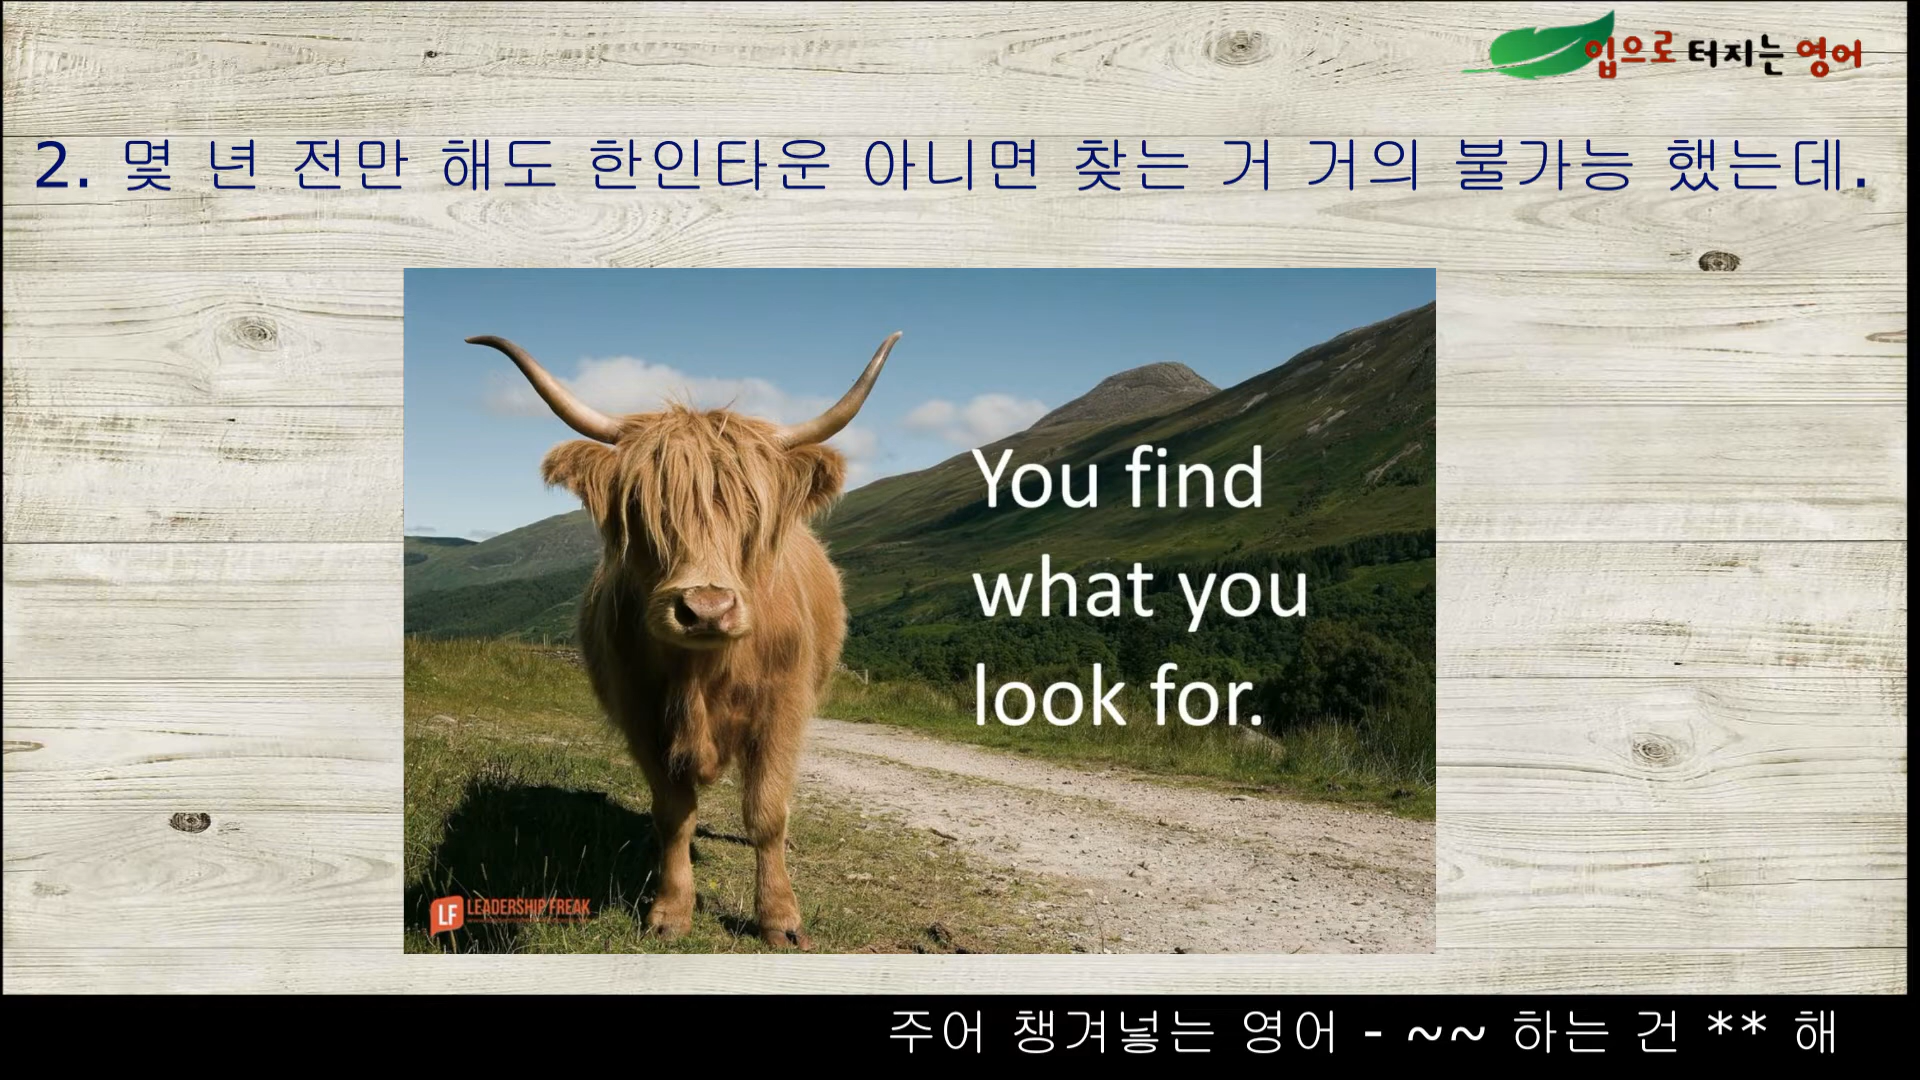 입으로 터지는 영어
2. 몇 년 전만 해도 한인타운 아니면 찾는 거 거의 불가능 했는데.
You find
what you
look for.
LF LEADERSHIP FREAK
주어 챙겨넣는 영어 - ~~ 하는 건 ** 해